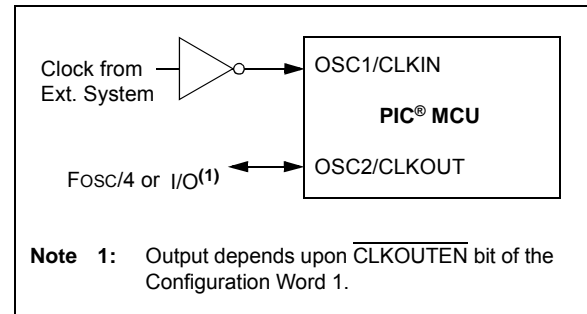 Clock from
Ext. System
OSC1/CLKIN
PIC® MCU
OSC2/CLKOUT
FOSC/4 or I/O(1)
Note 1: Output depends upon CLKOUTEN bit of the
Configuration Word 1.